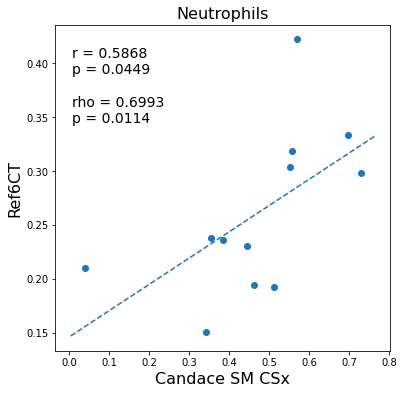 Neutrophils
r = 0.5868
p = 0.0449
rho = 0.6993
p = 0.0114
Ref6CT
0.40
0.35
0.30
0.25
0.20
0.15
0.0 0.1 0.2 0.3 0.4 0.5 0.6 0.7 0.8
Candace SM CSx